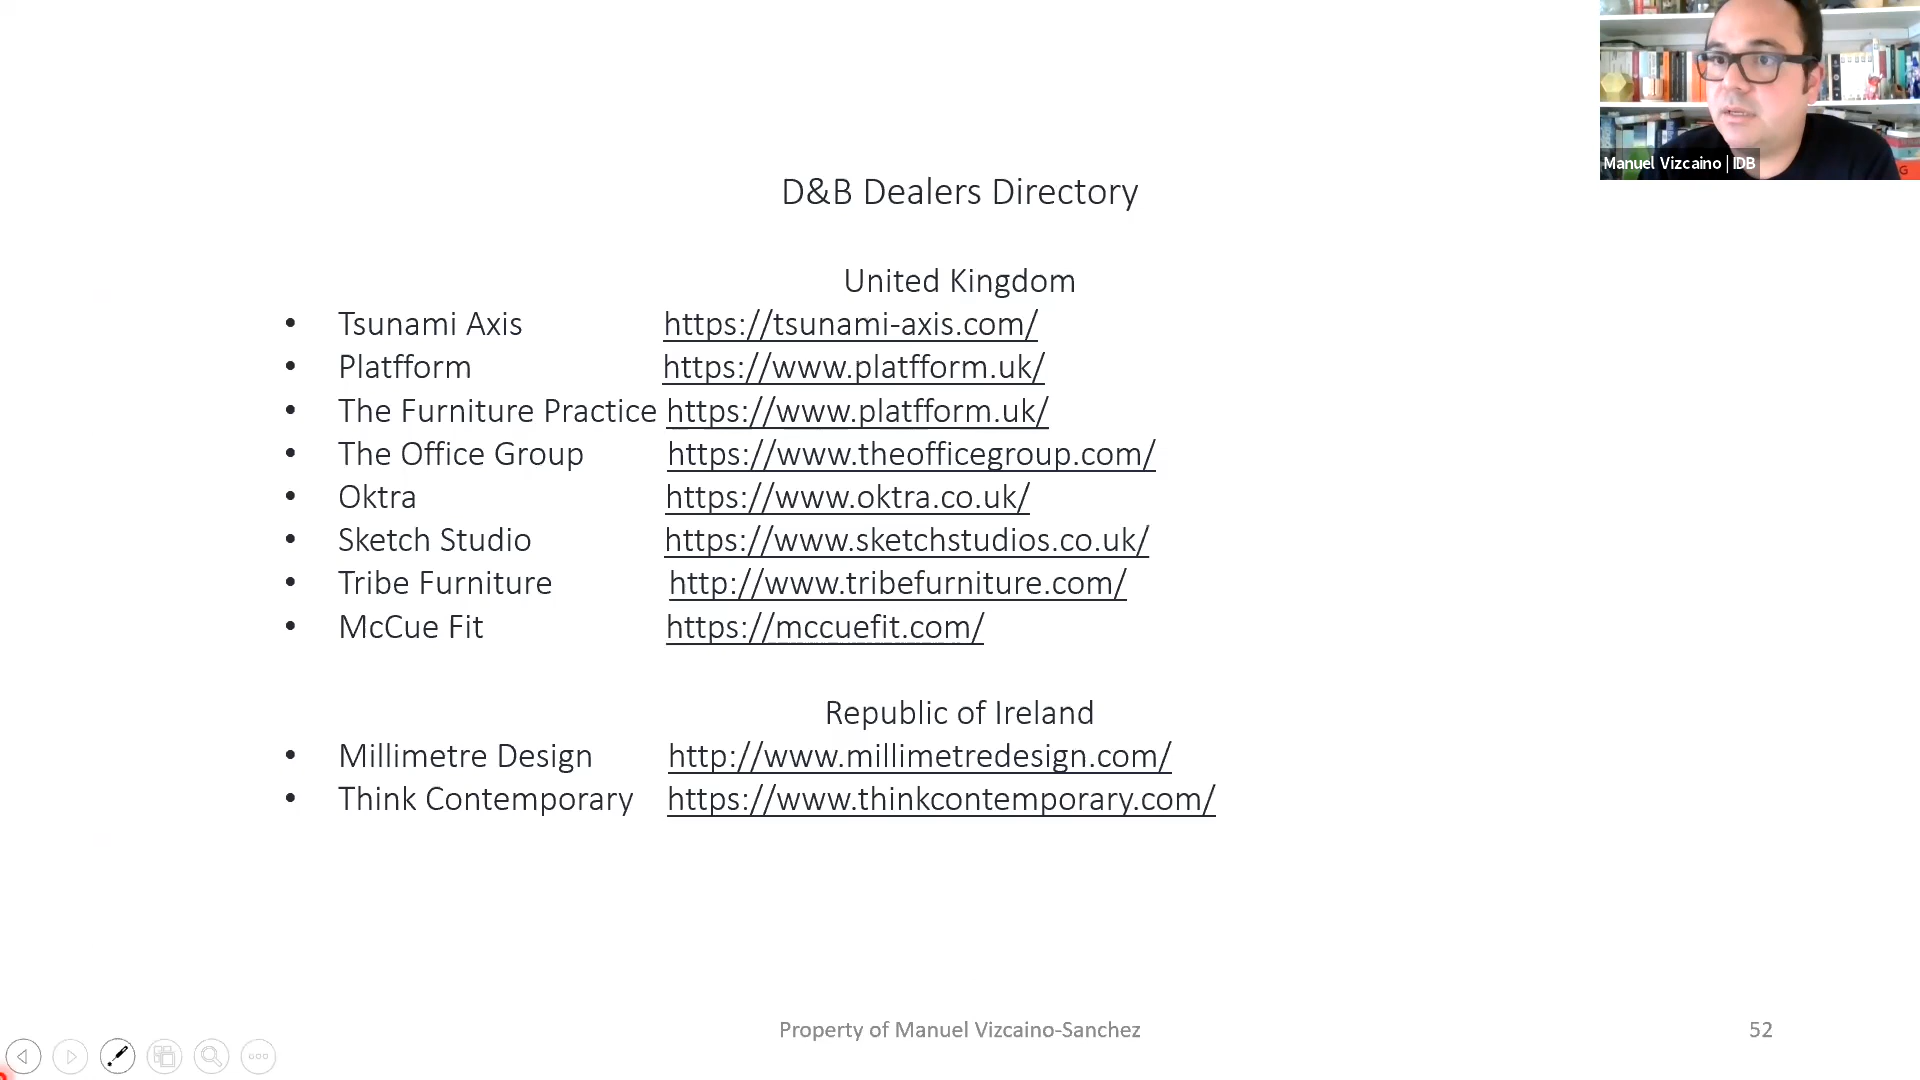 Manuel Vizcaino | IDB
D&B Dealers Directory
United Kingdom
• Tsunami Axis https://tsunami-axis.com/
• Platfform https://www.platfform.uk/
• The Furniture Practice https://www.platfform.uk/
• The Office Group https://www.theofficegroup.com/
• Oktra https://www.oktra.co.uk/
• Sketch Studio https://www.sketchstudios.co.uk/
• Tribe Furniture http://www.tribefurniture.com/
• McCue Fit https://mccuefit.com/
Republic of Ireland
• Millimetre Design http://www.millimetredesign.com/
• Think Contemporary https://www.thinkcontemporary.com/
Property of Manuel Vizcaino-Sanchez
52